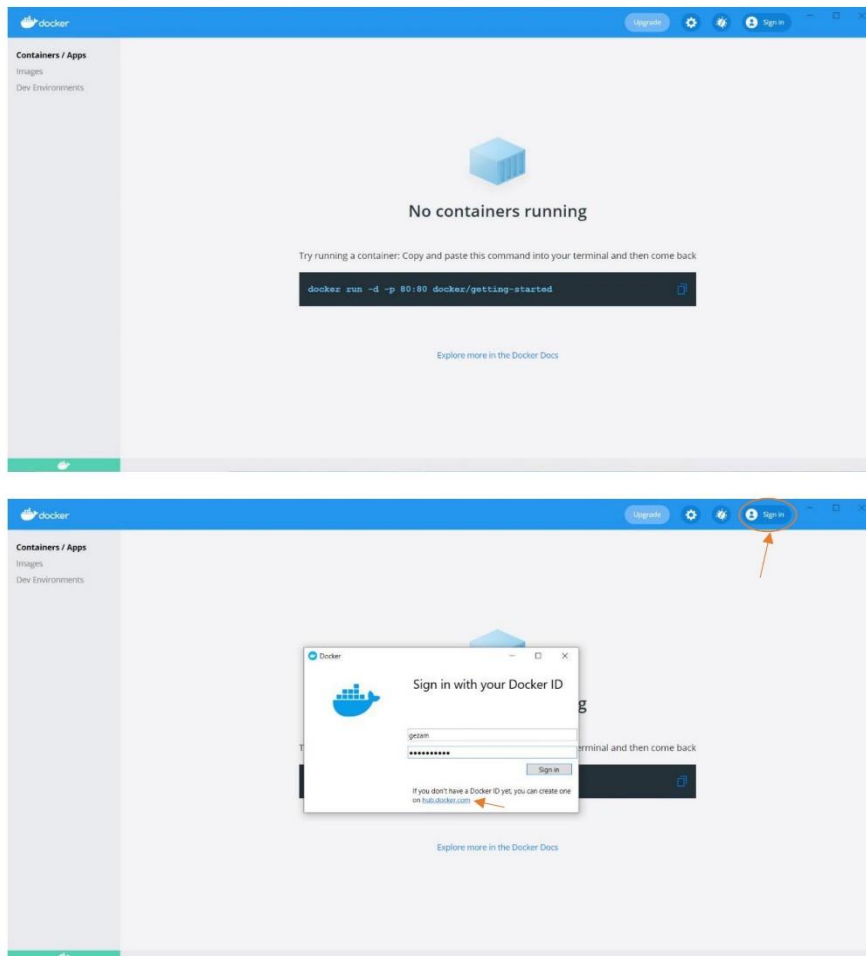 docker
Upgrade
Sign in
Containers / Apps
Images
Dev Environments
No containers running
Try running a container: Copy and paste this command into your terminal and then come back
docker run -d -p 80:80 docker/getting-started
Explore more in the Docker Docs
docker
Upgrade
Sign in
Containers / Apps
Images
Dev Environments
Docker
Sign in with your Docker ID
g
gezam
••••••••••
T
erminal and then come back
Sign in
If you don't have a Docker ID yet, you can create one
on hub.docker.com
Explore more in the Docker Docs